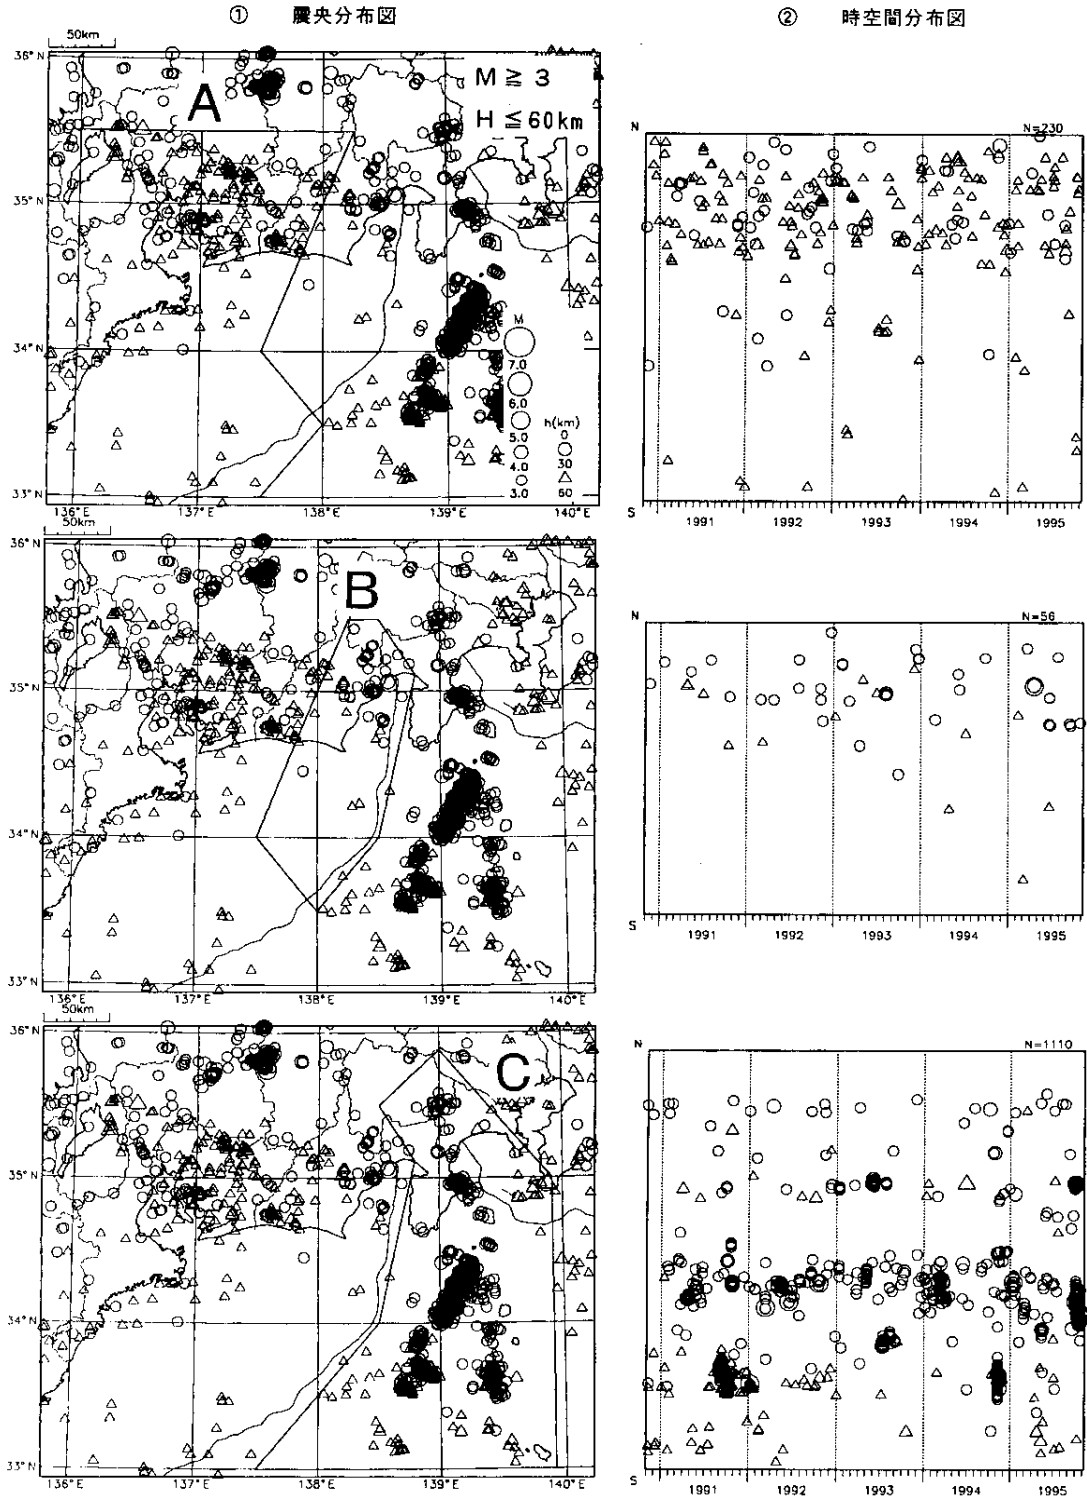 ① 震央分布図
② 時空間分布図
50km
36°N
35°N
34°N
33°N
136°E
137°E
138°E
139°E
140°E
A
M ≧ 3
H ≦ 60km
M
7.0
6.0
5.0
4.0
3.0
h(km)
0
30
60
N
N=230
S
1991
1992
1993
1994
1995
50km
36°N
35°N
34°N
33°N
136°E
137°E
138°E
139°E
140°E
B
N
N=56
S
1991
1992
1993
1994
1995
50km
36°N
35°N
34°N
33°N
136°E
137°E
138°E
139°E
140°E
C
N
N=1110
S
1991
1992
1993
1994
1995